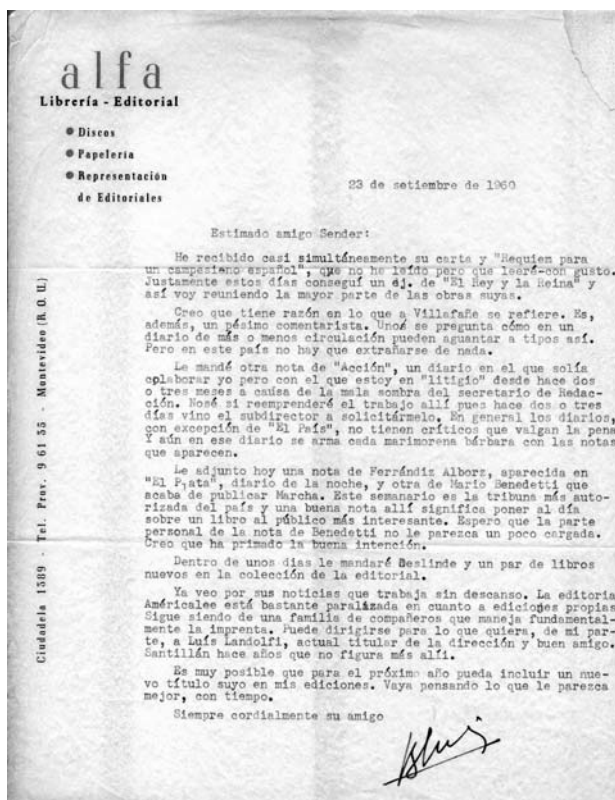 alfa
Librería - Editorial
Discos
Papelería
Representación
de Editoriales
23 de setiembre de 1960
Estimado amigo Sender:
He recibido casi simultáneamente su carta y "Requiem para
un campesieno español", que no he leído pero que leeré con gusto.
Justamente estos días conseguí un ej. de "El Rey y la Reina" y
así voy reuniendo la mayor parte de las obras suyas.
Creo que tiene razón en lo que a Villafañe se refiere. Es,
además, un pésimo comentarista. Unos se pregunta cómo en un
diario de más o menos circulación pueden aguantar a tipos así.
Pero en este país no hay que extrañarse de nada.
Le mandé otra nota de "Acción", un diario en el que solía
colaborar yo pero con el que estoy en "litigio" desde hace dos
o tres meses a causa de la mala sombra del secretario de Redac-
ción. Nosé si reemprenderé el trabajo allí pues hace dos o tres
días vino el subdirector a solicitármelo. En general los diarios,
con excepción de "El País", no tienen críticos que valgan la pena
Y aún en ese diario se arma cada marimorena bárbara con las notas
que aparecen.
Le adjunto hoy una nota de Ferrándiz Alborz, aparecida en
"El Plata", diario de la noche, y otra de Mario Benedetti que
acaba de publicar Marcha. Este semanario es la tribuna más auto-
rizada del país y una buena nota allí significa poner al día
sobre un libro al público más interesante. Espero que la parte
personal de la nota de Benedetti no le parezca un poco cargada.
Creo que ha primado la buena intención.
Dentro de unos días le mandaré Deslinde y un par de libros
nuevos en la colección de la editorial.
Ya veo por sus noticias que trabaja sin descanso. La editoria
Américalee está bastante paralizada en cuanto a ediciones propias
Sigue siendo de una familia de compañeros que maneja fundamental-
mente la imprenta. Puede dirigirse para lo que quiera, de mi par-
te, a Luís Landolfi, actual titular de la dirección y buen amigo.
Santillán hace años que no figura más allí.
Es muy posible que para el próximo año pueda incluir un nue-
vo título suyo en mis ediciones. Vaya pensando lo que le parezca
mejor, con tiempo.
Siempre cordialmente su amigo
Ciudadela 1389 - Tel. Prov. 9 61 55 - Montevideo (R. O. U.)